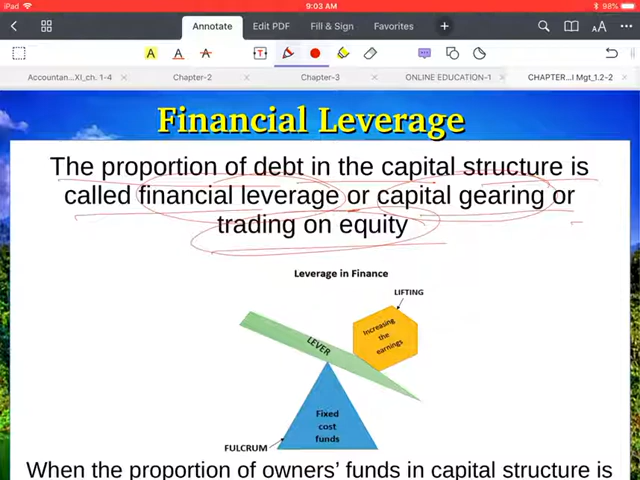 iPad
9:03 AM
98%
Annotate
Edit PDF
Fill & Sign
Favorites
Accountan..._XI_ch. 1-4
Chapter-2
Chapter-3
ONLINE EDUCATION-1
CHAPTER...l Mgt_1.2-2
Financial Leverage
The proportion of debt in the capital structure is
called financial leverage or capital gearing or
trading on equity
Leverage in Finance
LIFTING
Increasing
the
earnings
LEVER
Fixed
cost
funds
FULCRUM
When the proportion of owners' funds in capital structure is